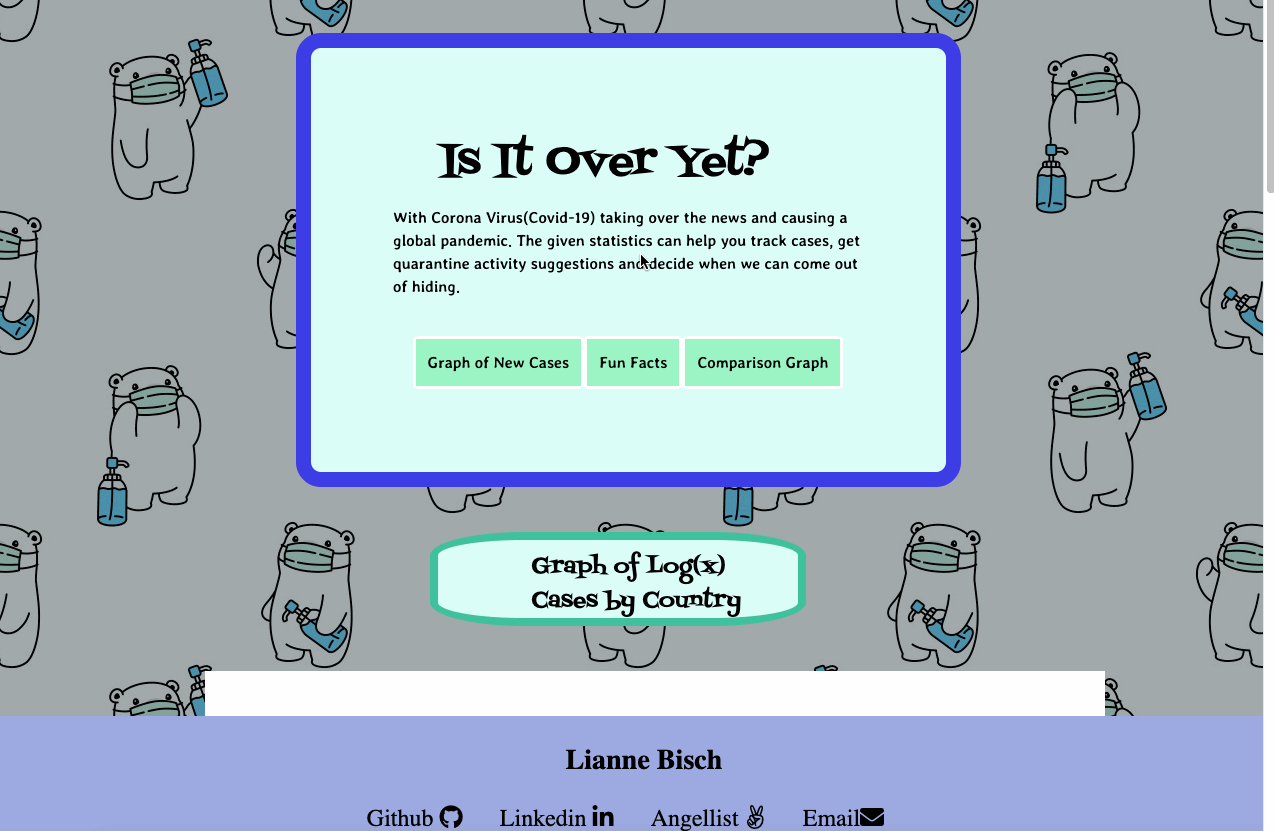 Is It Over Yet?
With Corona Virus(Covid-19) taking over the news and causing a
global pandemic. The given statistics can help you track cases, get
quarantine activity suggestions and decide when we can come out
of hiding.
Graph of New Cases Fun Facts Comparison Graph
Graph of Log(x)
Cases by Country
Lianne Bisch
Github Linkedin Angellist Email